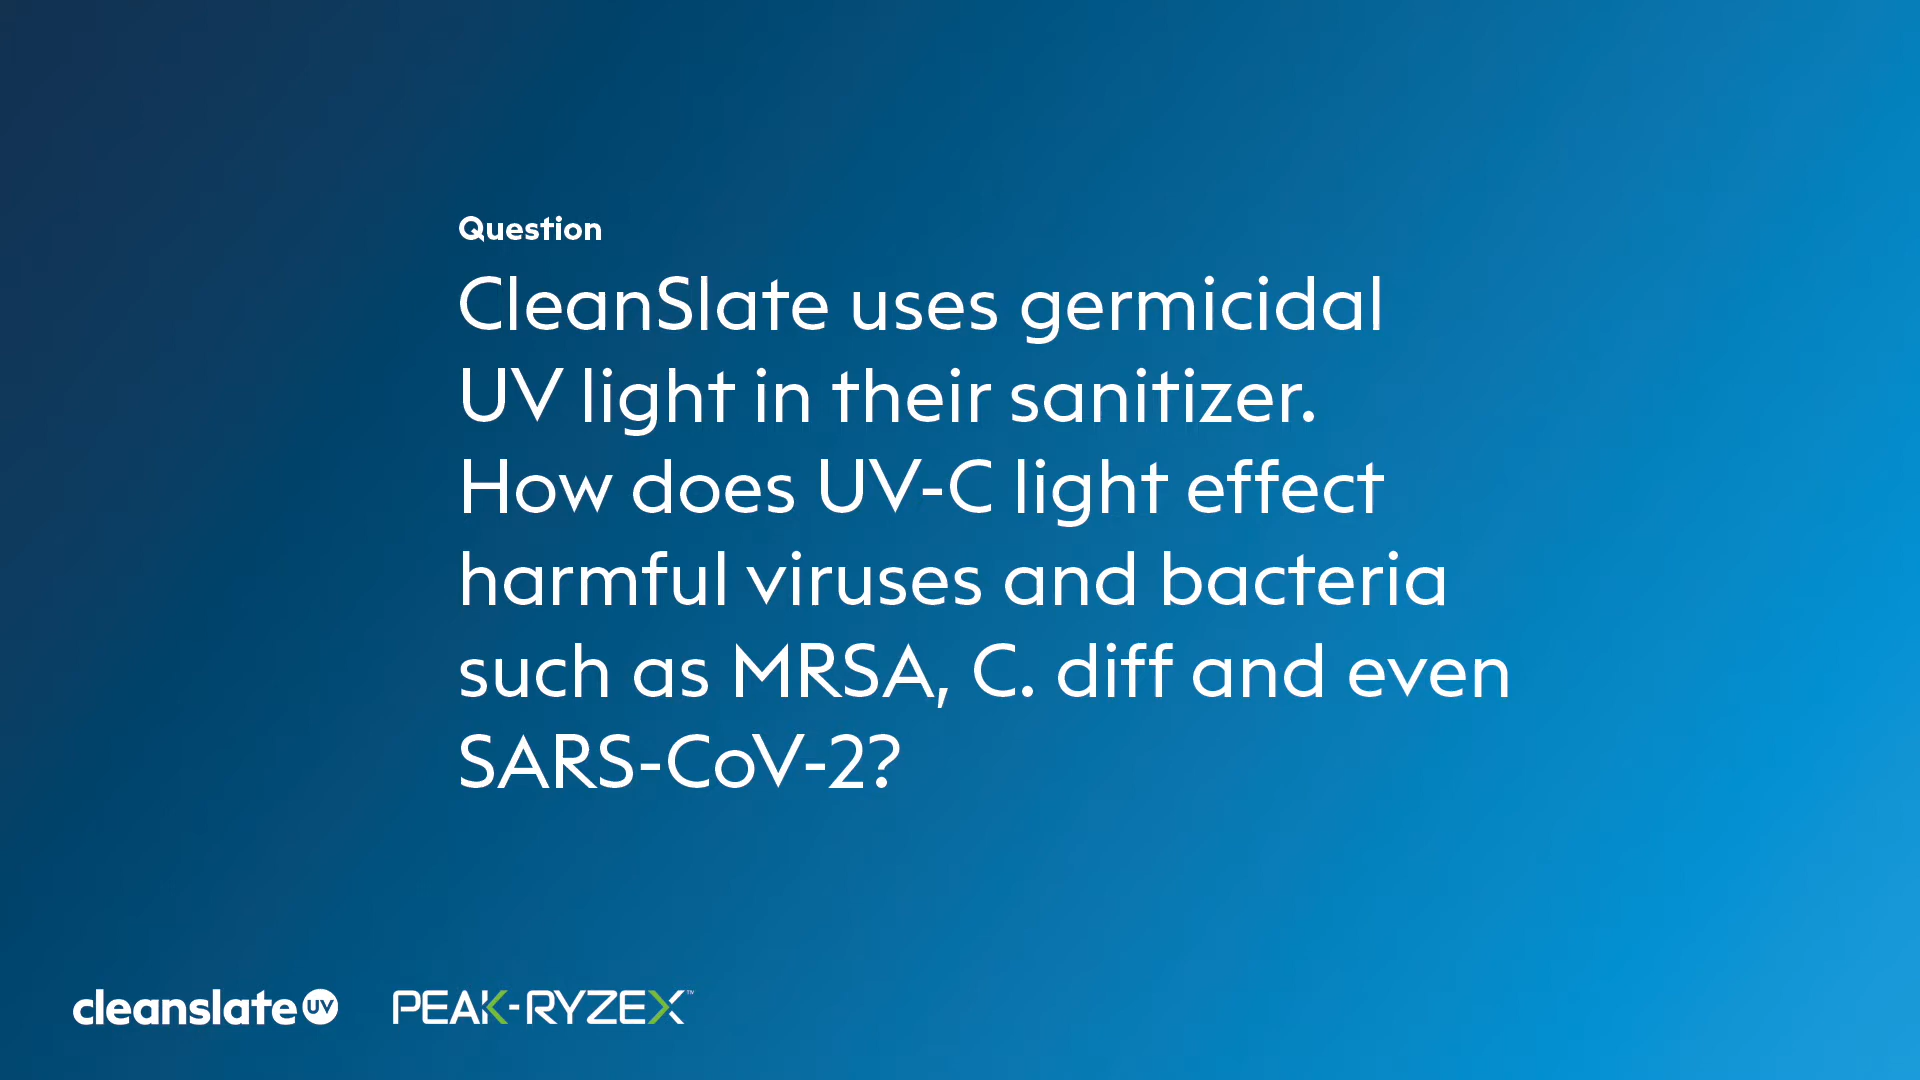 Question
CleanSlate uses germicidal
UV light in their sanitizer.
How does UV-C light effect
harmful viruses and bacteria
such as MRSA, C. diff and even
SARS-CoV-2?
cleanslate UV
PEAK-RYZEX™